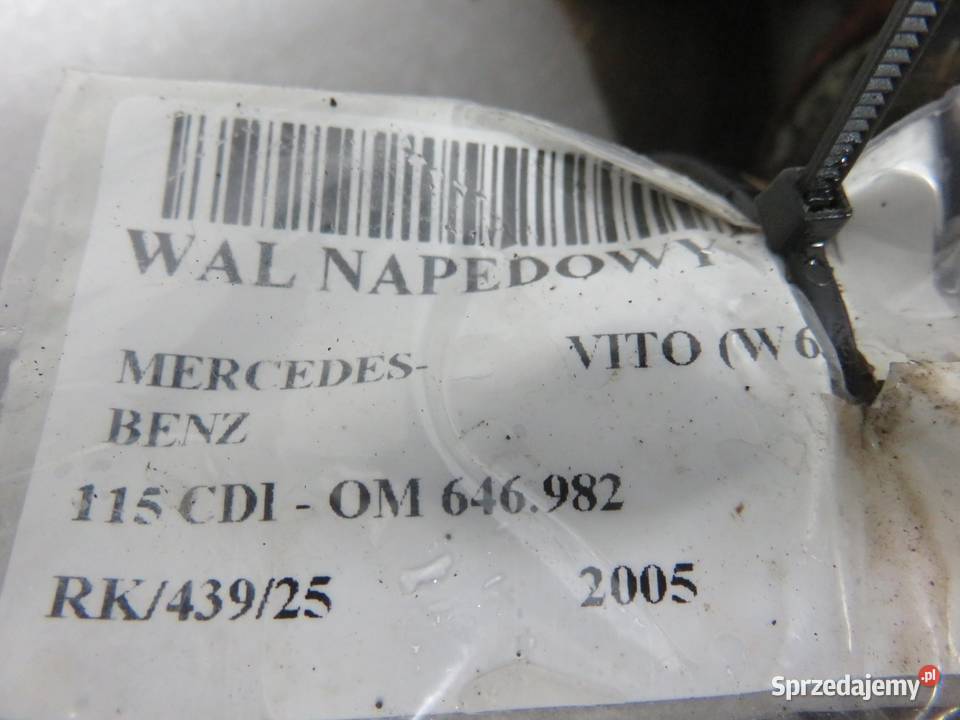 WAL NAPEDOWY
MERCEDES- VITO (W6
BENZ
115 CDI - OM 646.982
RK/439/25 2005
Sprzedajemy.pl